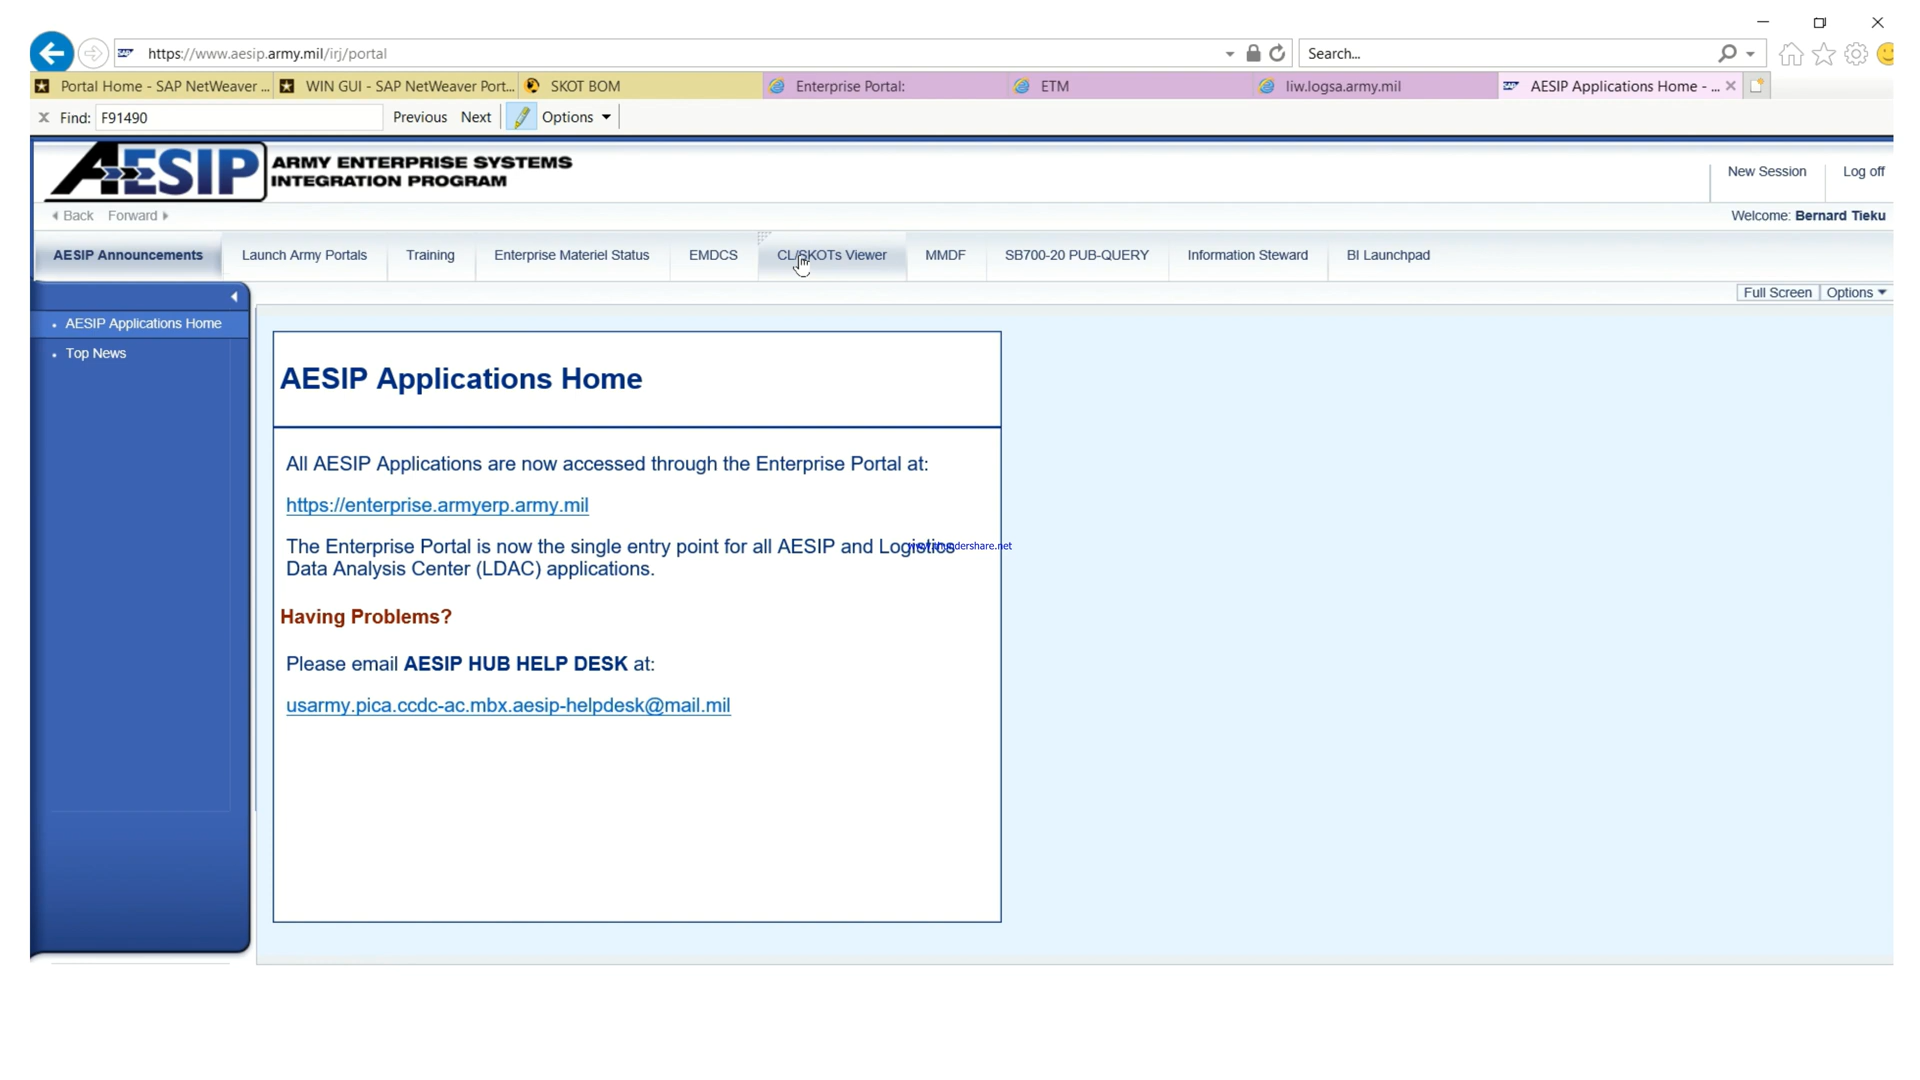 https://www.aesip.army.mil/irj/portal
Search...
Portal Home - SAP NetWeaver ...
WIN GUI - SAP NetWeaver Port...
SKOT BOM
Enterprise Portal:
ETM
liw.logsa.army.mil
AESIP Applications Home - ...
x Find: F91490 Previous Next Options
AESIP ARMY ENTERPRISE SYSTEMS
INTEGRATION PROGRAM
New Session Log off
Back Forward
Welcome: Bernard Tieku
AESIP Announcements Launch Army Portals Training Enterprise Materiel Status EMDCS CL/SKOTs Viewer MMDF SB700-20 PUB-QUERY Information Steward BI Launchpad
Full Screen Options
AESIP Applications Home
Top News
AESIP Applications Home
All AESIP Applications are now accessed through the Enterprise Portal at:
https://enterprise.armyerp.army.mil
The Enterprise Portal is now the single entry point for all AESIP and Logistics
Data Analysis Center (LDAC) applications.
Having Problems?
Please email AESIP HUB HELP DESK at:
usarmy.pica.ccdc-ac.mbx.aesip-helpdesk@mail.mil